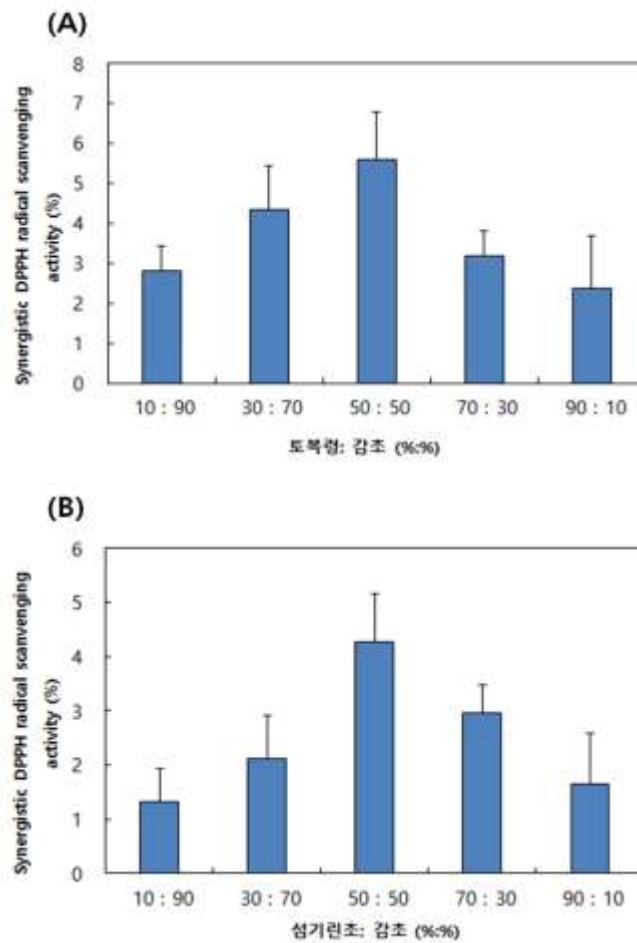 (A)
Synergistic DPPH radical scanvenging
activity (%)
8
7
6
5
4
3
2
1
0
10 : 90 30 : 70 50 : 50 70 : 30 90 : 10
토복령: 감초 (%:%)
(B)
Synergistic DPPH radical scanvenging
activity (%)
6
5
4
3
2
1
0
10 : 90 30 : 70 50 : 50 70 : 30 90 : 10
섬기린초: 감초 (%:%)